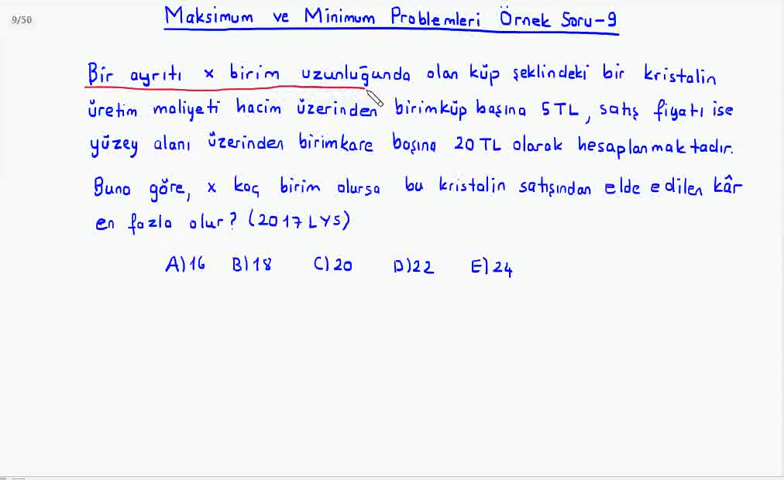 9/50
Maksimum ve Minimum Problemleri Örnek Soru-9
Bir ayrıtı x birim uzunluğunda olan küp şeklindeki bir kristalin
üretim maliyeti hacim üzerinden birimküp başına 5TL, satış fiyatı ise
yüzey alanı üzerinden birimkare başına 20 TL olarak hesaplanmaktadır.
Buna göre, x kaç birim olursa bu kristalin satışından elde edilen kâr
en fazla olur? (2017 LYS)
A)16 B)18 C)20 D)22 E)24